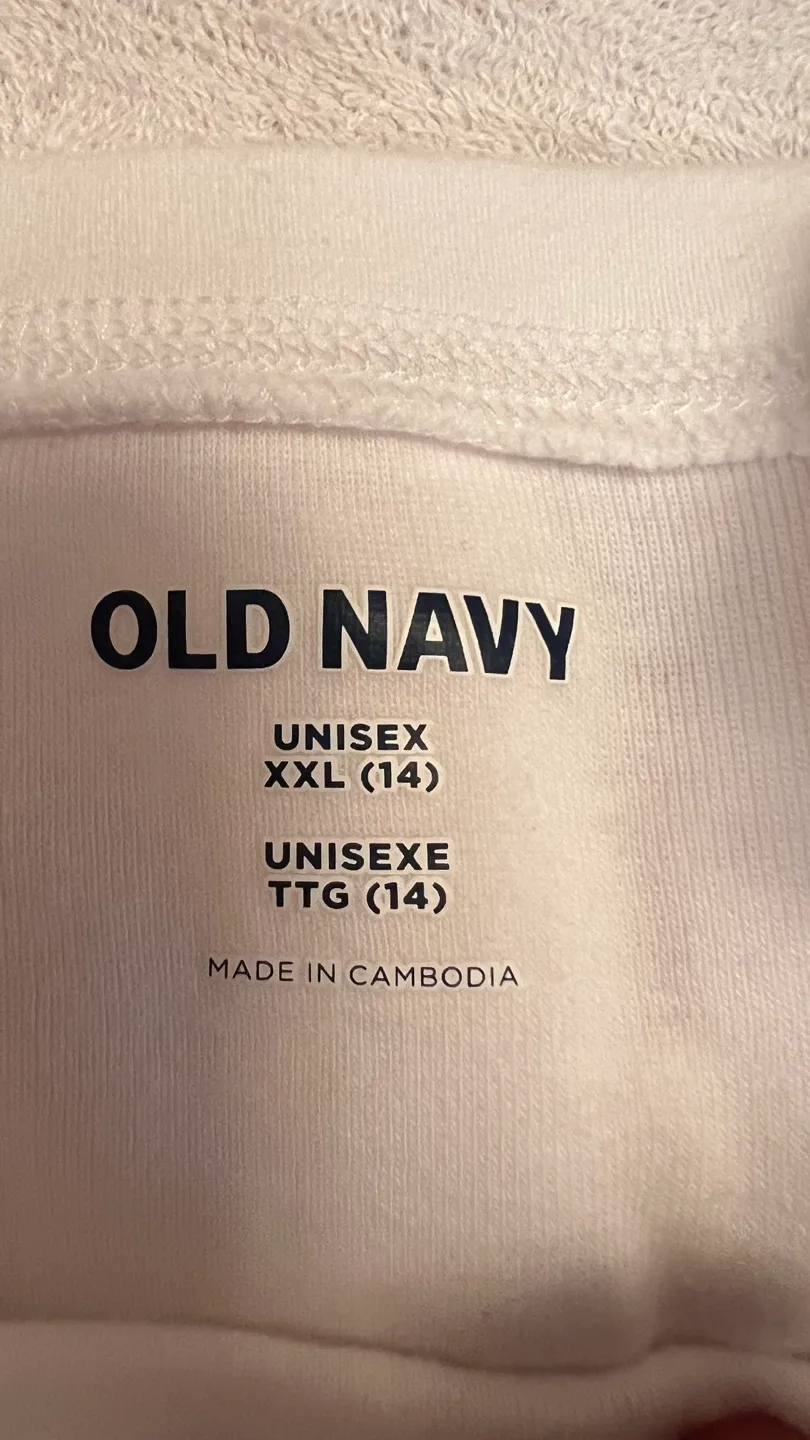 OLD NAVY
UNISEX
XXL (14)
UNISEXE
TTG (14)
MADE IN CAMBODIA